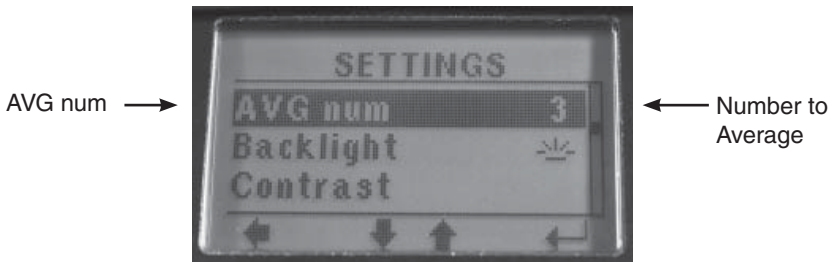 SETTINGS
AVG num
AVG num 3
Number to
Average
Backlight
Contrast